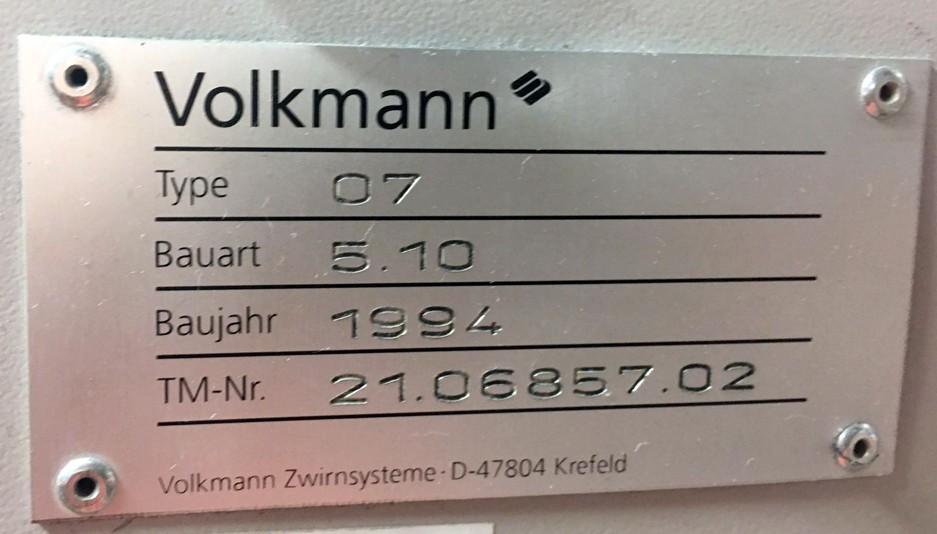 Volkmann
Type 07
Bauart 5.10
Baujahr 1994
TM-Nr. 21.06857.02
Volkmann Zwirnsysteme · D-47804 Krefeld